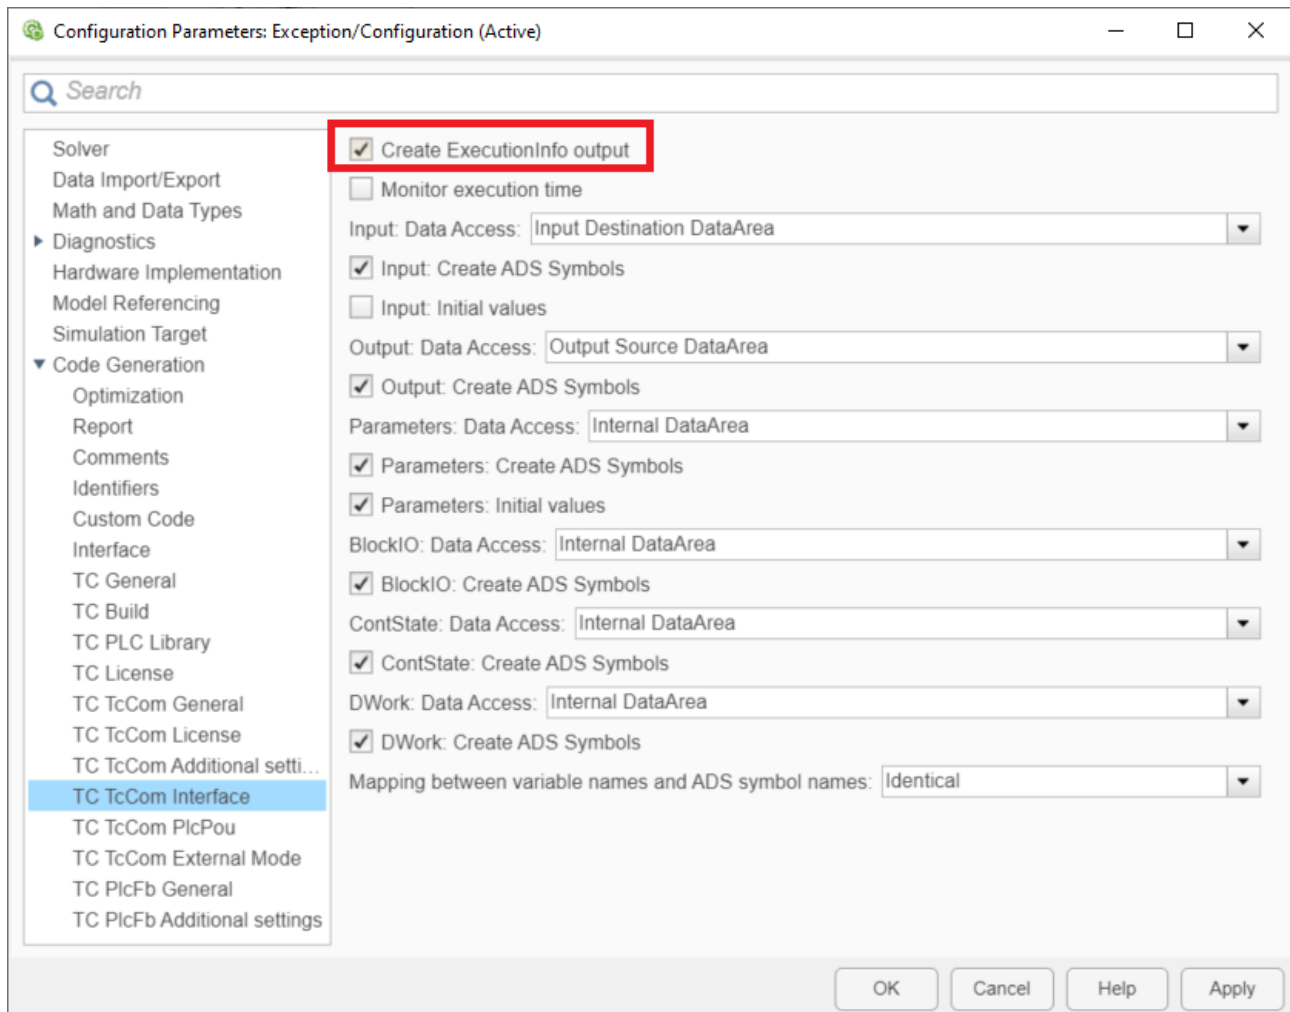 Configuration Parameters: Exception/Configuration (Active)
Search
Solver
Data Import/Export
Math and Data Types
Diagnostics
Hardware Implementation
Model Referencing
Simulation Target
Code Generation
Optimization
Report
Comments
Identifiers
Custom Code
Interface
TC General
TC Build
TC PLC Library
TC License
TC TcCom General
TC TcCom License
TC TcCom Additional setti...
TC TcCom Interface
TC TcCom PlcPou
TC TcCom External Mode
TC PlcFb General
TC PlcFb Additional settings
Create ExecutionInfo output
Monitor execution time
Input: Data Access: Input Destination DataArea
Input: Create ADS Symbols
Input: Initial values
Output: Data Access: Output Source DataArea
Output: Create ADS Symbols
Parameters: Data Access: Internal DataArea
Parameters: Create ADS Symbols
Parameters: Initial values
BlockIO: Data Access: Internal DataArea
BlockIO: Create ADS Symbols
ContState: Data Access: Internal DataArea
ContState: Create ADS Symbols
DWork: Data Access: Internal DataArea
DWork: Create ADS Symbols
Mapping between variable names and ADS symbol names: Identical
OK Cancel Help Apply